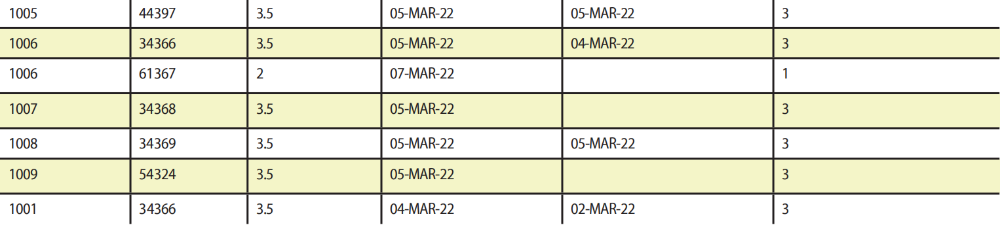 1005 44397 3.5 05-MAR-22 05-MAR-22 3
1006 34366 3.5 05-MAR-22 04-MAR-22 3
1006 61367 2 07-MAR-22 1
1007 34368 3.5 05-MAR-22 3
1008 34369 3.5 05-MAR-22 05-MAR-22 3
1009 54324 3.5 05-MAR-22 3
1001 34366 3.5 04-MAR-22 02-MAR-22 3